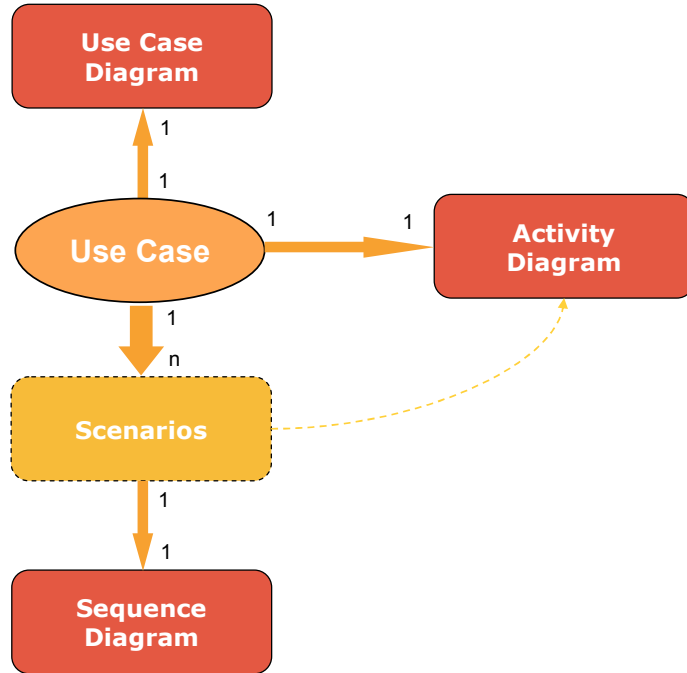 Use Case
Diagram
1
1
Use Case
1
1
Activity
Diagram
1
n
Scenarios
1
1
Sequence
Diagram